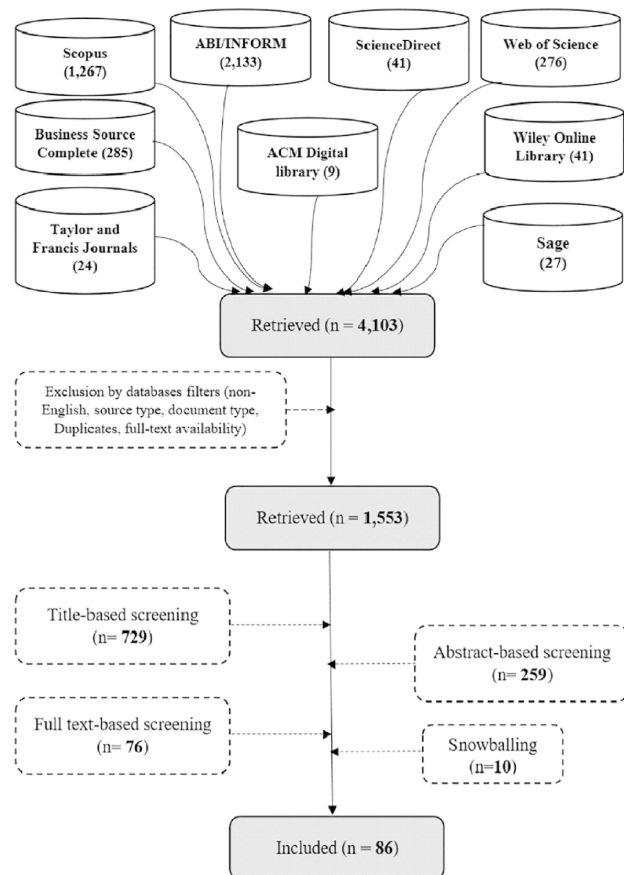 Scopus
(1,267)
ABI/INFORM
(2,133)
ScienceDirect
(41)
Web of Science
(276)
Business Source
Complete (285)
ACM Digital
library (9)
Wiley Online
Library (41)
Taylor and
Francis Journals
(24)
Sage
(27)
Retrieved (n = 4,103)
Exclusion by databases filters (non-
English, source type, document type,
Duplicates, full-text availability)
Retrieved (n = 1,553)
Title-based screening
(n= 729)
Abstract-based screening
(n= 259)
Full text-based screening
(n= 76)
Snowballing
(n=10)
Included (n = 86)